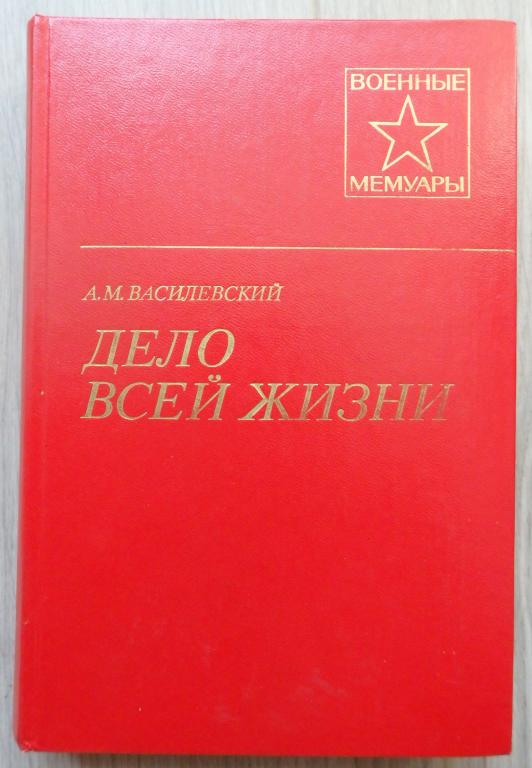 ВОЕННЫЕ
МЕМУАРЫ
А.М.ВАСИЛЕВСКИЙ
ДЕЛО
ВСЕЙ ЖИЗНИ